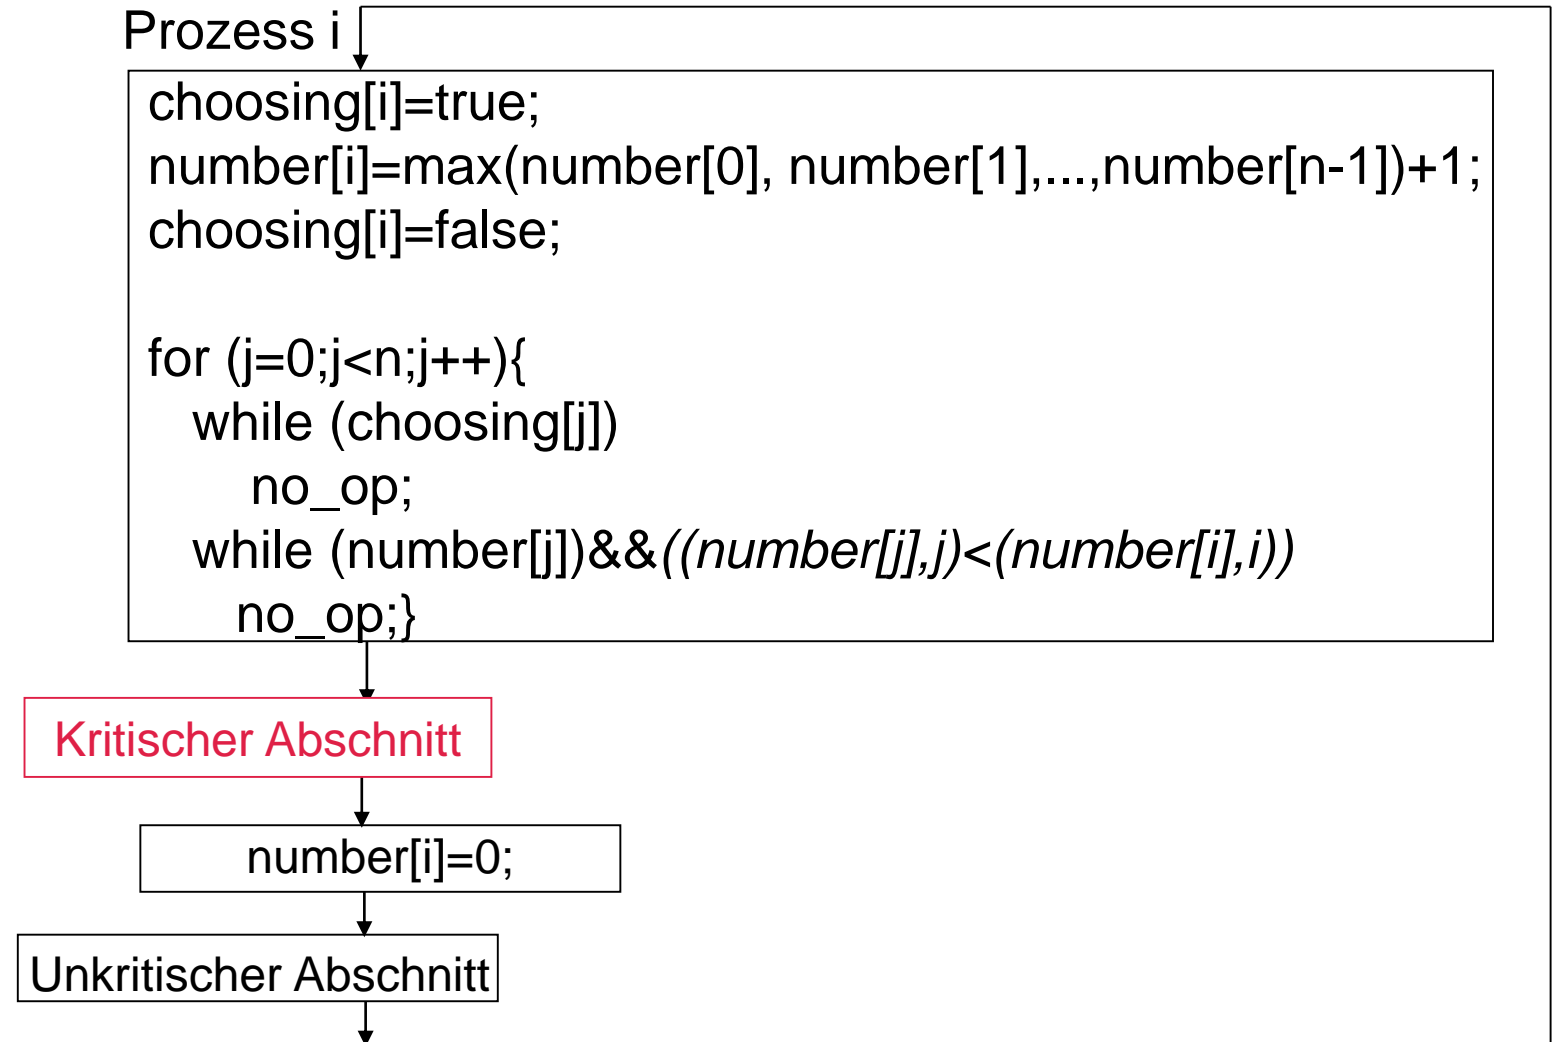 Prozess i
choosing[i]=true;
number[i]=max(number[0], number[1],...,number[n-1])+1;
choosing[i]=false;
for (j=0;j<n;j++){
while (choosing[j])
no_op;
while (number[j])&&((number[j],j)<(number[i],i))
no_op;}
Kritischer Abschnitt
number[i]=0;
Unkritischer Abschnitt